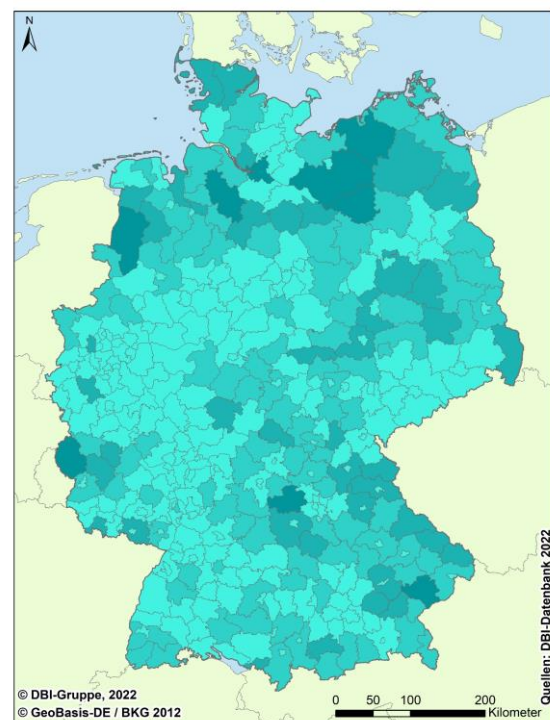 N
Quellen: DBI-Datenbank 2022
© DBI-Gruppe, 2022
© GeoBasis-DE / BKG 2012
0 50 100 200
Kilometer